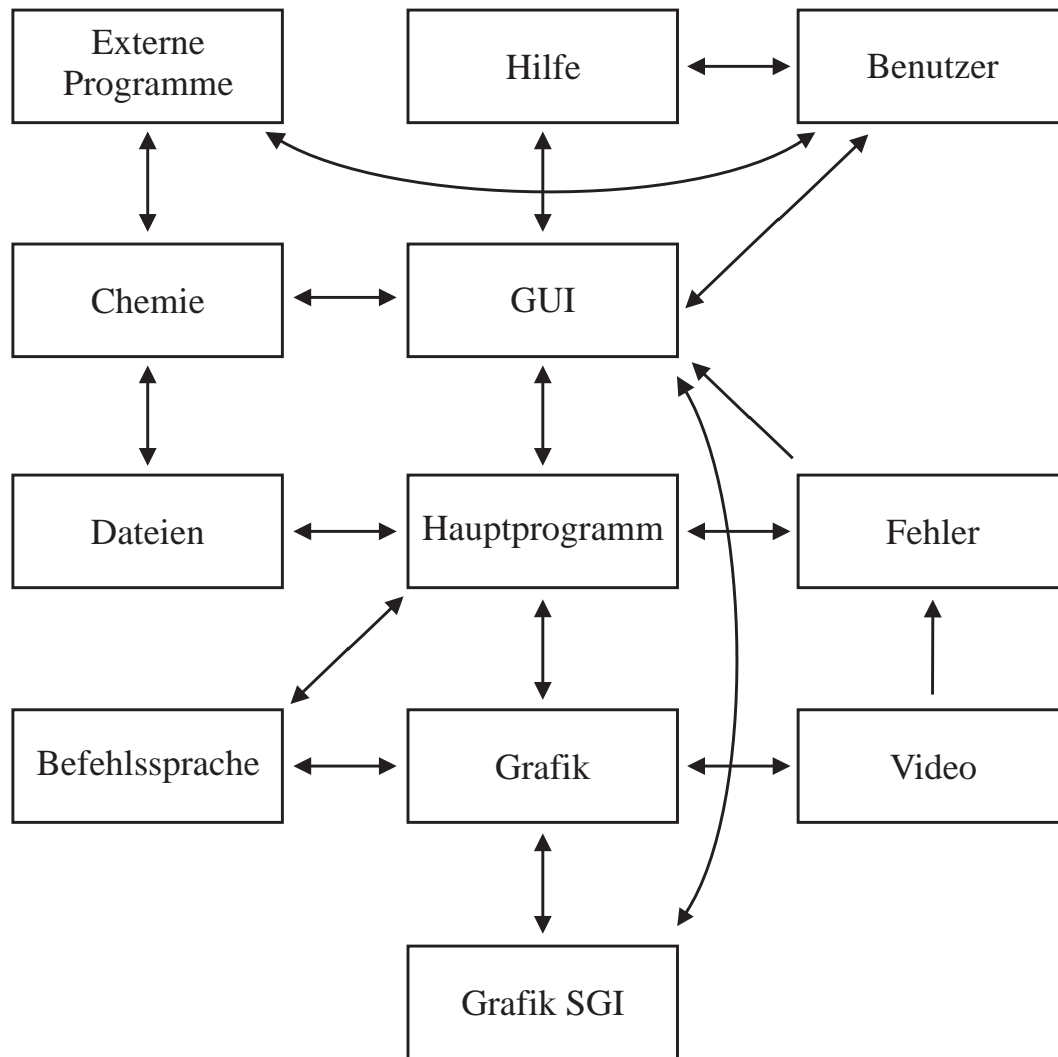 Externe
Programme
Hilfe
Benutzer
Chemie
GUI
Dateien
Hauptprogramm
Fehler
Befehlssprache
Grafik
Video
Grafik SGI